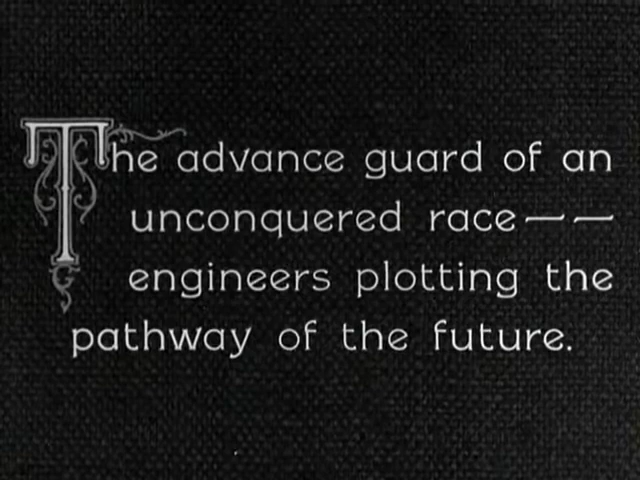 The advance guard of an
unconquered race——
engineers plotting the
pathway of the future.